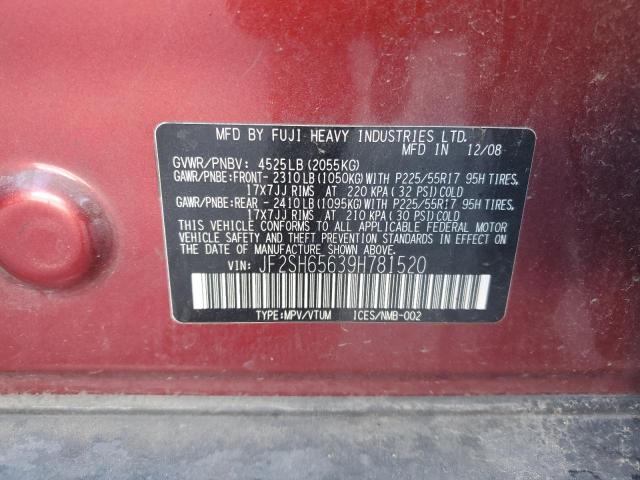 MFD BY FUJI HEAVY INDUSTRIES LTD.
MFD IN 12/08
GVWR/PNBV: 4525LB (2055KG)
GAWR/PNBE:FRONT- 2310LB(1050KG)WITH P225/55R17 95H TIRES,
17X7JJ RIMS AT 220 KPA(32 PSI)COLD
GAWR/PNBE:REAR - 2410LB(1095KG)WITH P225/55R17 95H TIRES,
17X7JJ RIMS AT 210 KPA(30 PSI)COLD
THIS VEHICLE CONFORMS TO ALL APPLICABLE FEDERAL MOTOR
VEHICLE SAFETY AND THEFT PREVENTION STANDARDS IN EFFECT ON
THE DATE OF MANUFACTURE SHOWN ABOVE.
VIN: JF2SH65639H781520
TYPE:MPV/VTUM ICES/NMB-002